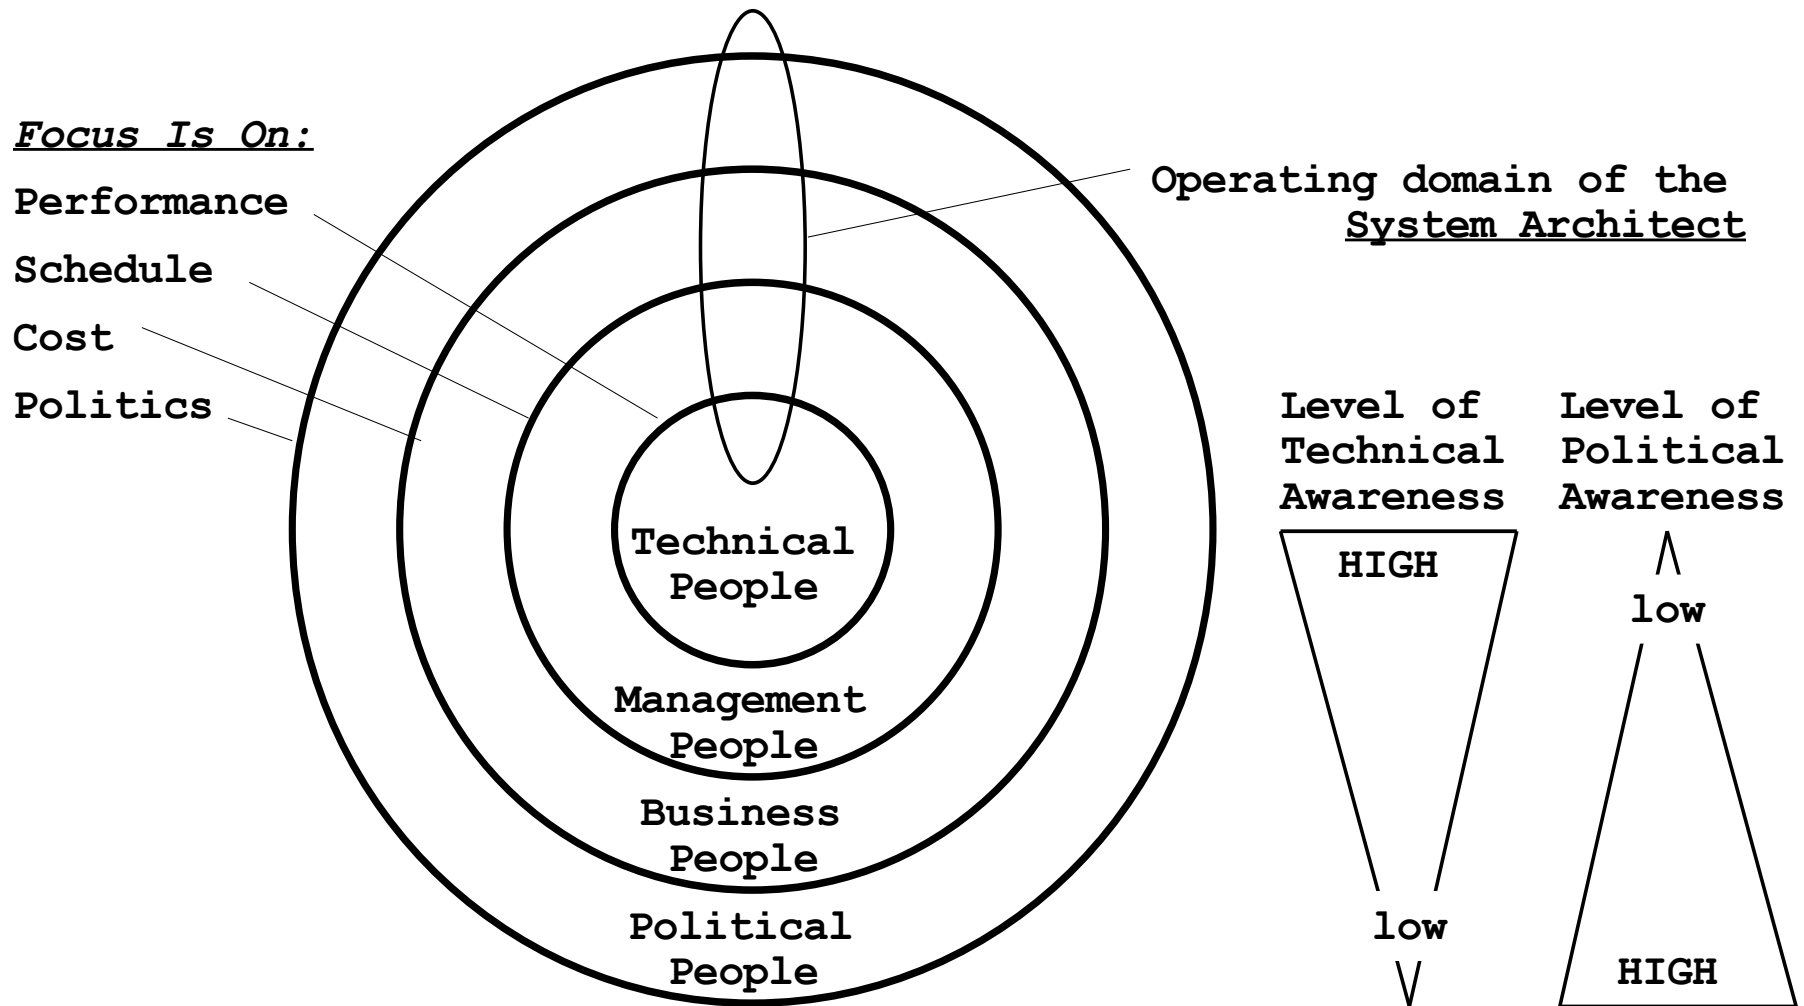 Focus Is On:
Performance
Schedule
Cost
Politics
Operating domain of the
System Architect
Technical
People
Management
People
Business
People
Political
People
Level of
Technical
Awareness
HIGH
low
Level of
Political
Awareness
low
HIGH